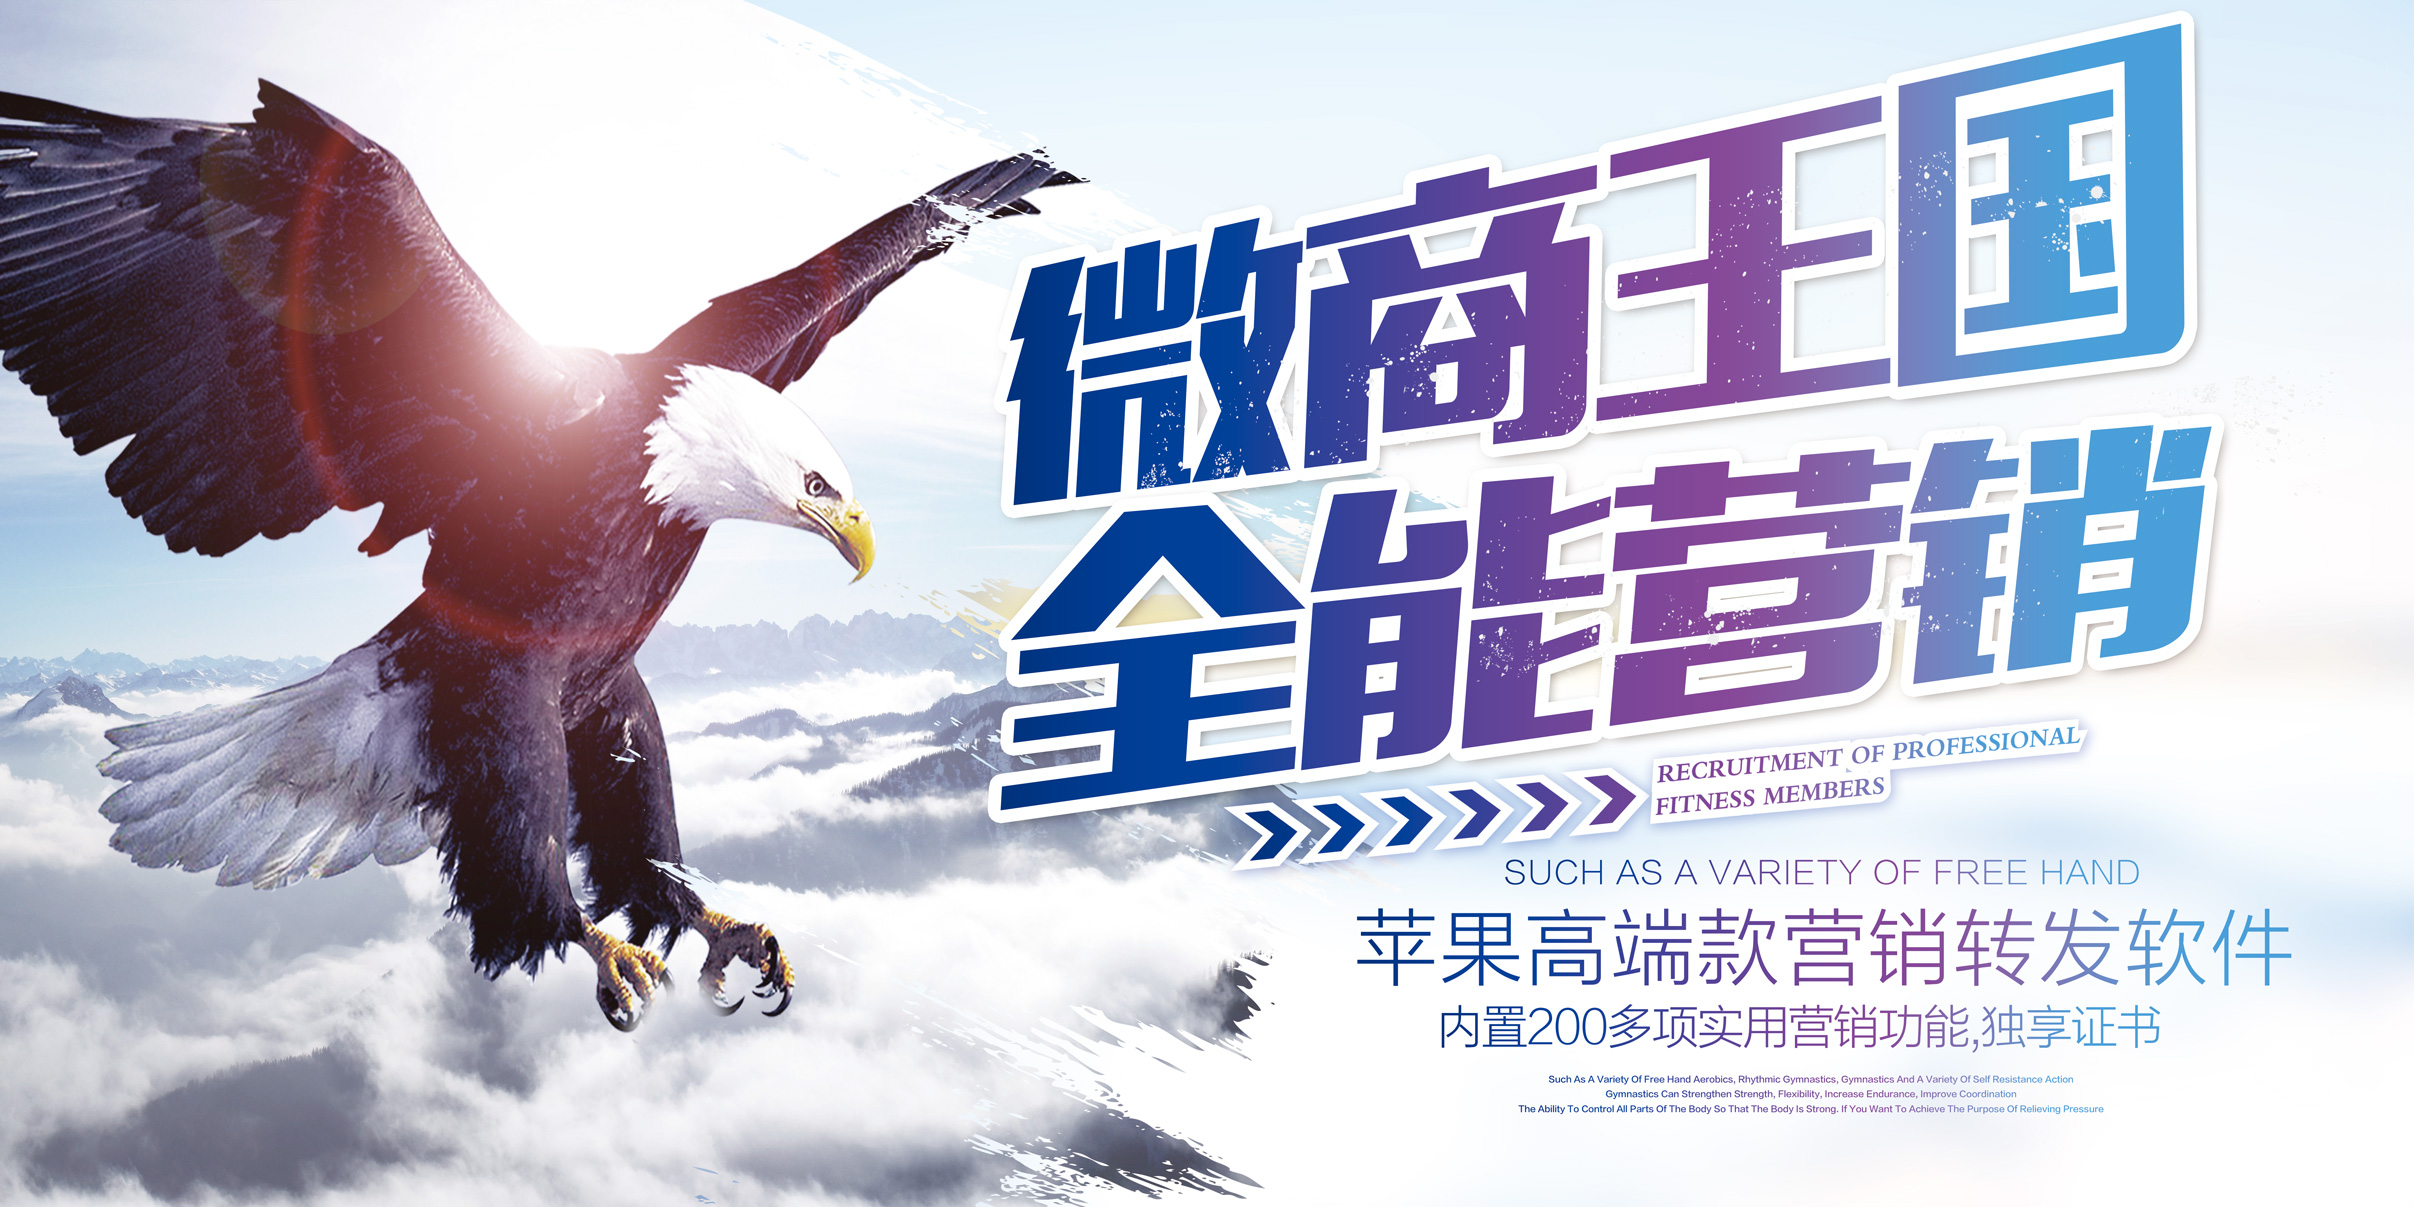 微商王国
全能营销
RECRUITMENT OF PROFESSIONAL
FITNESS MEMBERS
SUCH AS A VARIETY OF FREE HAND
苹果高端款营销转发软件
内置200多项实用营销功能,独享证书
Such As A Variety Of Free Hand Aerobics, Rhythmic Gymnastics, Gymnastics And A Variety Of Self Resistance Action
Gymnastics Can Strengthen Strength, Flexibility, Increase Endurance, Improve Coordination
The Ability To Control All Parts Of The Body So That The Body Is Strong. If You Want To Achieve The Purpose Of Relieving Pressure